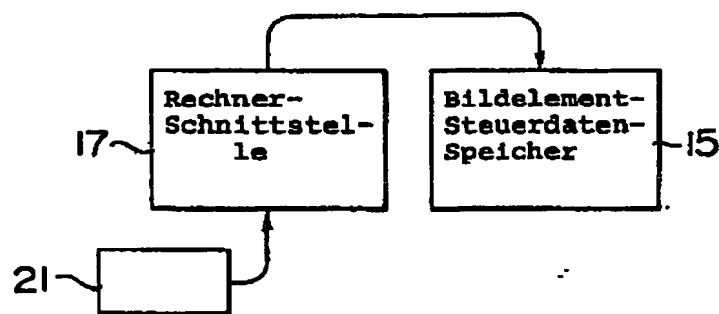 Rechner-
Schnittstel-
le
17
Bildelement-
Steuerdaten-
Speicher
15
21